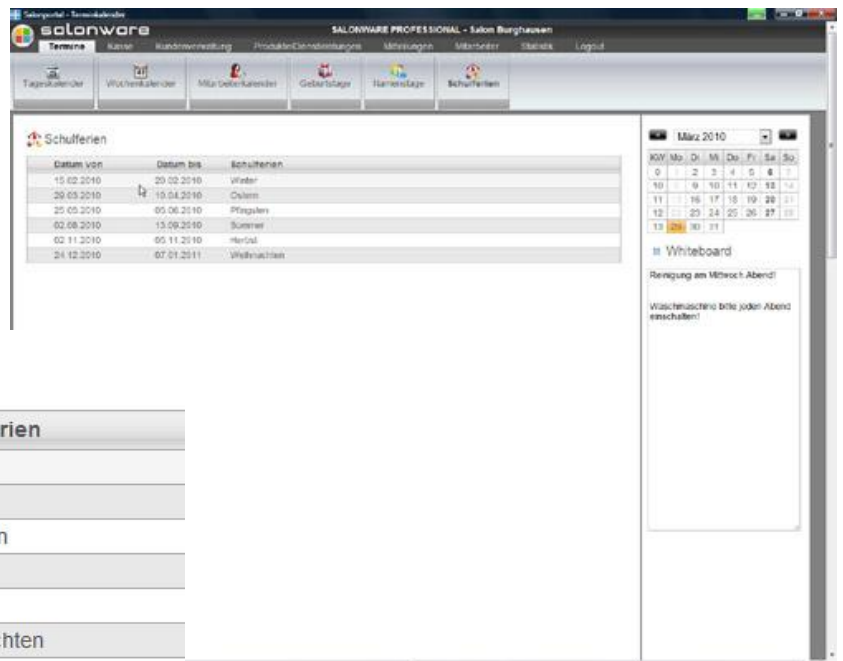 Salonportal - Terminkalender
salonware
SALONWARE PROFESSIONAL - Salon Burghausen
Termine Kasse Kundenverwaltung Produkte/Dienstleistungen Mitteilungen Mitarbeiter Statistik Logout
Tageskalender Wochenkalender Mitarbeiterkalender Geburtstage Namenstage Schulferien
Schulferien
Datum von Datum bis Schulferien
15.02.2010 20.02.2010 Winter
29.03.2010 10.04.2010 Ostern
25.05.2010 05.06.2010 Pfingsten
02.08.2010 13.09.2010 Sommer
02.11.2010 05.11.2010 Herbst
24.12.2010 07.01.2011 Weihnachten
März 2010
KW Mo Di Mi Do Fr Sa So
9 1 2 3 4 5 6 7
10 9 10 11 12 13 14
11 16 17 18 19 20 21
12 23 24 25 26 27 28
13 29 30 31
Whiteboard
Reinigung am Mittwoch Abend!
Waschmaschine bitte jeden Abend
einschalten!
rien
n
chten